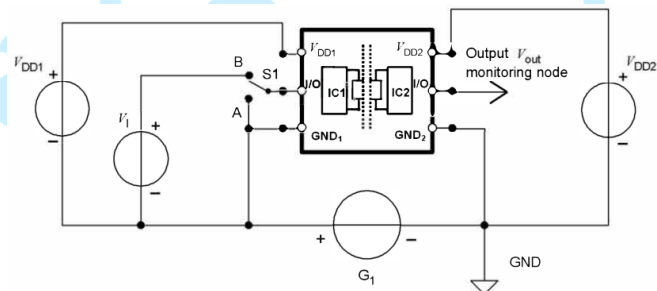 B
S1
A
VDD1
+
−
VI
+
−
VDD1
I/O
GND1
IC1
IC2
VDD2
I/O
GND2
Output Vout
monitoring node
VDD2
+
−
+
−
G1
GND